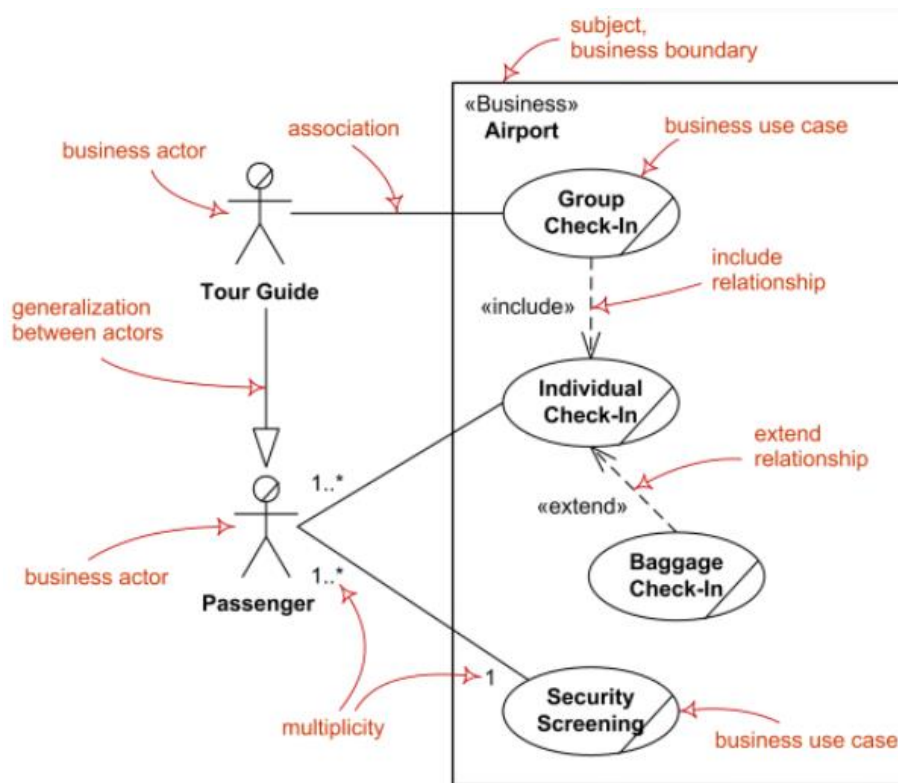 subject,
business boundary
«Business»
Airport
association
business use case
business actor
Group
Check-In
Tour Guide
include
relationship
«include»
generalization
between actors
Individual
Check-In
extend
relationship
1..*
«extend»
business actor
1..*
Baggage
Check-In
Passenger
1
multiplicity
Security
Screening
business use case